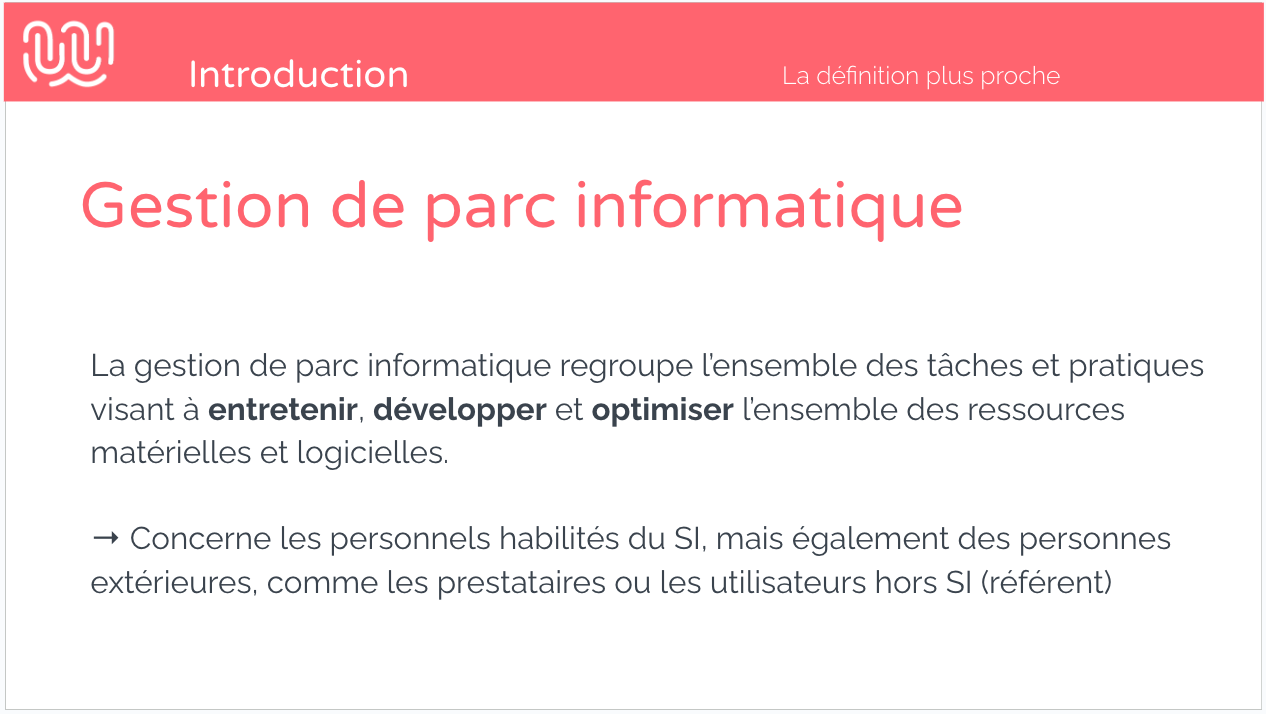 Introduction
La définition plus proche
Gestion de parc informatique
La gestion de parc informatique regroupe l’ensemble des tâches et pratiques
visant à entretenir, développer et optimiser l’ensemble des ressources
matérielles et logicielles.
→ Concerne les personnels habilités du SI, mais également des personnes
extérieures, comme les prestataires ou les utilisateurs hors SI (référent)